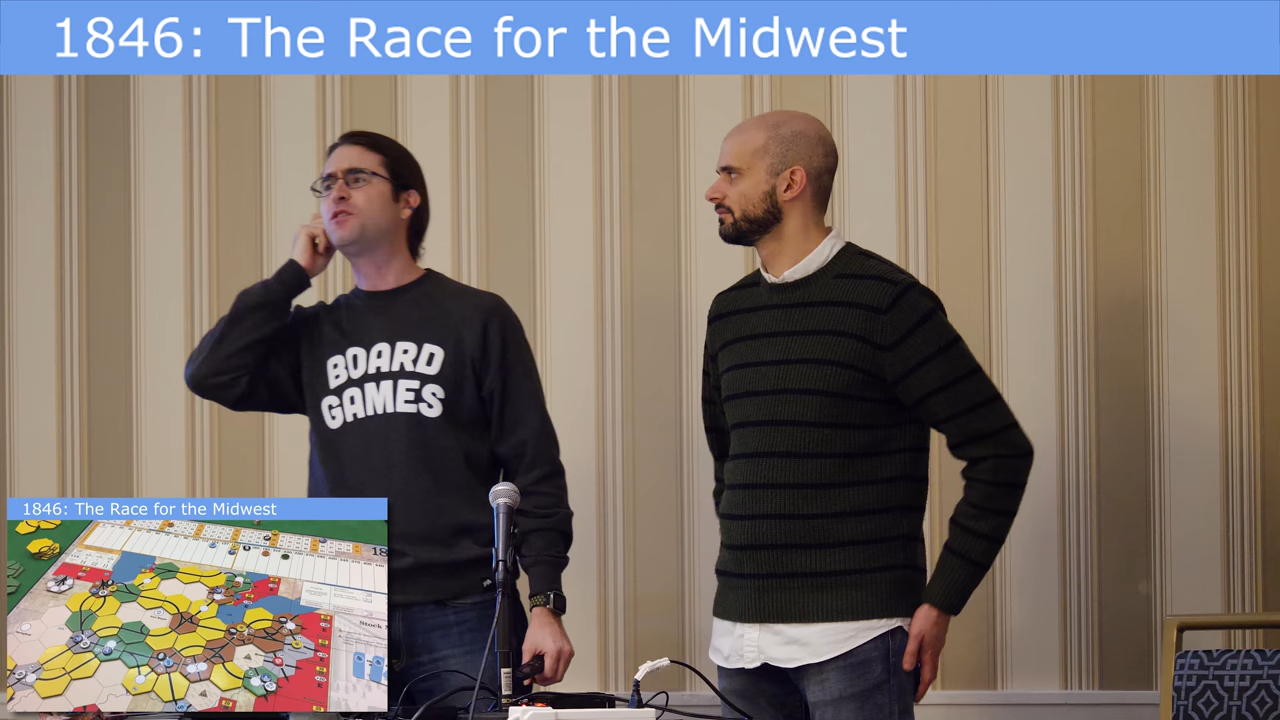 1846: The Race for the Midwest
BOARD
GAMES
1846: The Race for the Midwest
18
Stock